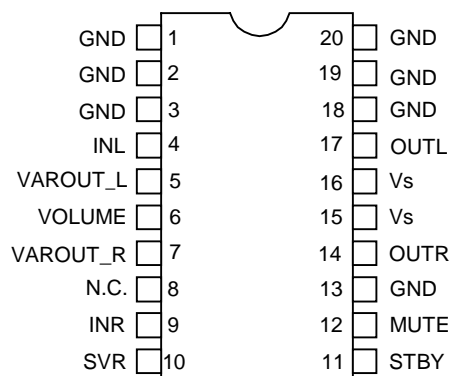 GND 1 20 GND
GND 2 19 GND
GND 3 18 GND
INL 4 17 OUTL
VAROUT_L 5 16 Vs
VOLUME 6 15 Vs
VAROUT_R 7 14 OUTR
N.C. 8 13 GND
INR 9 12 MUTE
SVR 10 11 STBY